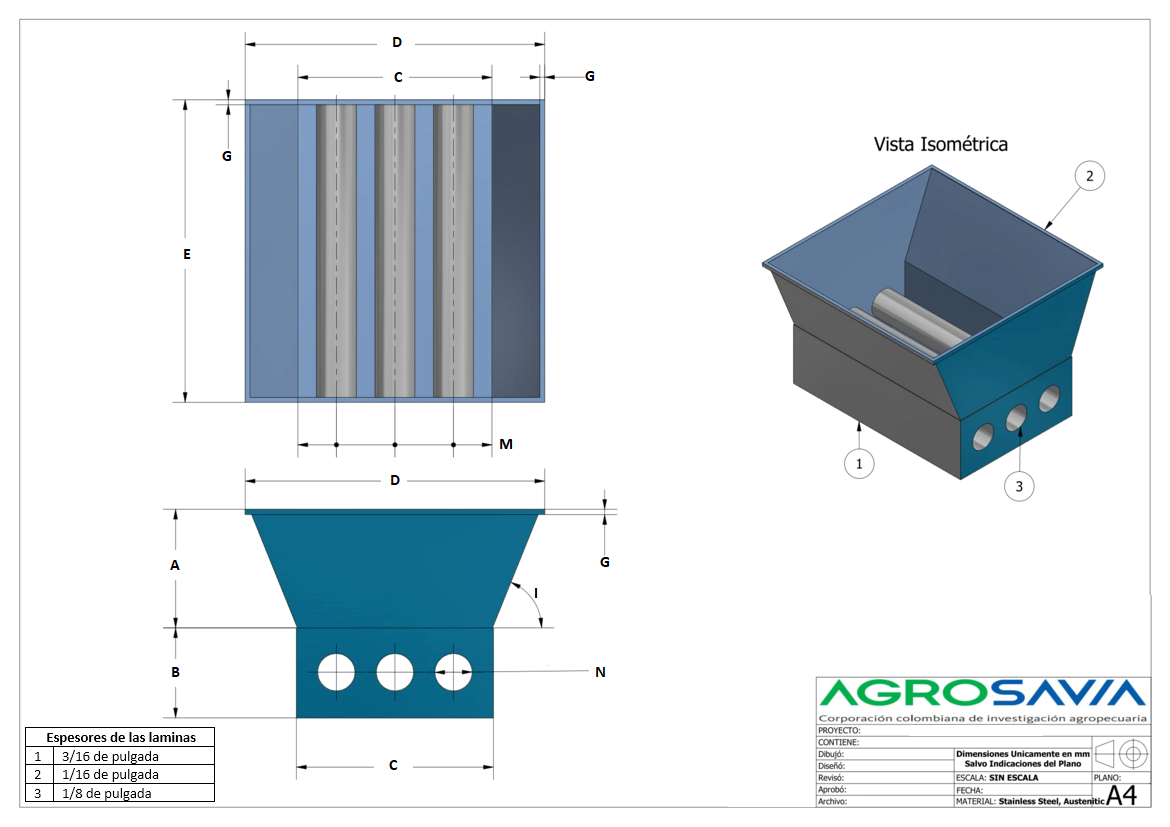 D
C
G
G
E
M
Vista Isométrica
2
1
3
D
A
G
I
B
N
C
Espesores de las laminas
1 3/16 de pulgada
2 1/16 de pulgada
3 1/8 de pulgada
AGROSAVIA
Corporación colombiana de investigación agropecuaria
PROYECTO:
CONTIENE:
Dibujó:
Diseñó:
Revisó:
Aprobó:
Archivo:
Dimensiones Unicamente en mm
Salvo Indicaciones del Plano
ESCALA: SIN ESCALA
PLANO:
FECHA:
MATERIAL: Stainless Steel, Austenitic
A4